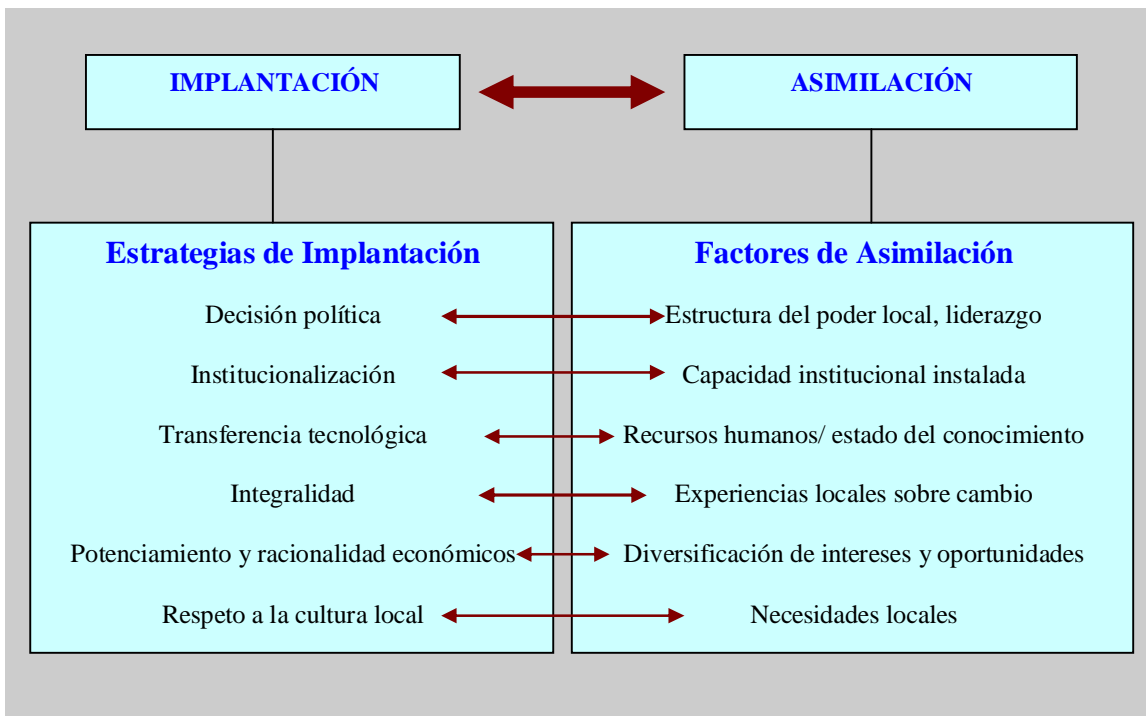 IMPLANTACIÓN
ASIMILACIÓN
Estrategias de Implantación
Decisión política
Institucionalización
Transferencia tecnológica
Integralidad
Potenciamiento y racionalidad económicos
Respeto a la cultura local
Factores de Asimilación
Estructura del poder local, liderazgo
Capacidad institucional instalada
Recursos humanos/ estado del conocimiento
Experiencias locales sobre cambio
Diversificación de intereses y oportunidades
Necesidades locales